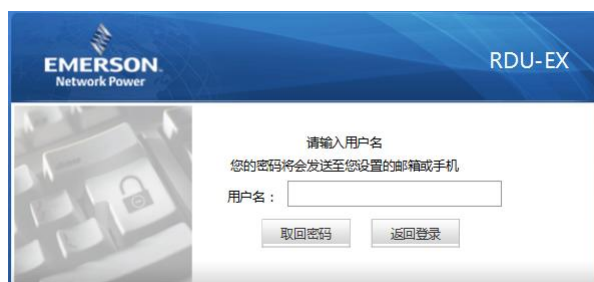 EMERSON.
Network Power
RDU-EX
请输入用户名
您的密码将会发送至您设置的邮箱或手机
用户名：
取回密码 返回登录